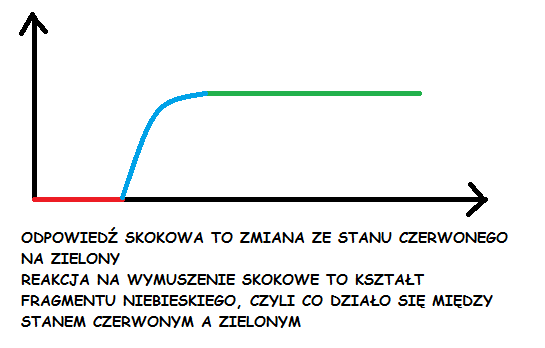 ODPOWIEDŹ SKOKOWA TO ZMIANA ZE STANU CZERWONEGO
NA ZIELONY
REAKCJA NA WYMUSZENIE SKOKOWE TO KSZTAŁT
FRAGMENTU NIEBIESKIEGO, CZYLI CO DZIAŁO SIĘ MIĘDZY
STANEM CZERWONYM A ZIELONYM